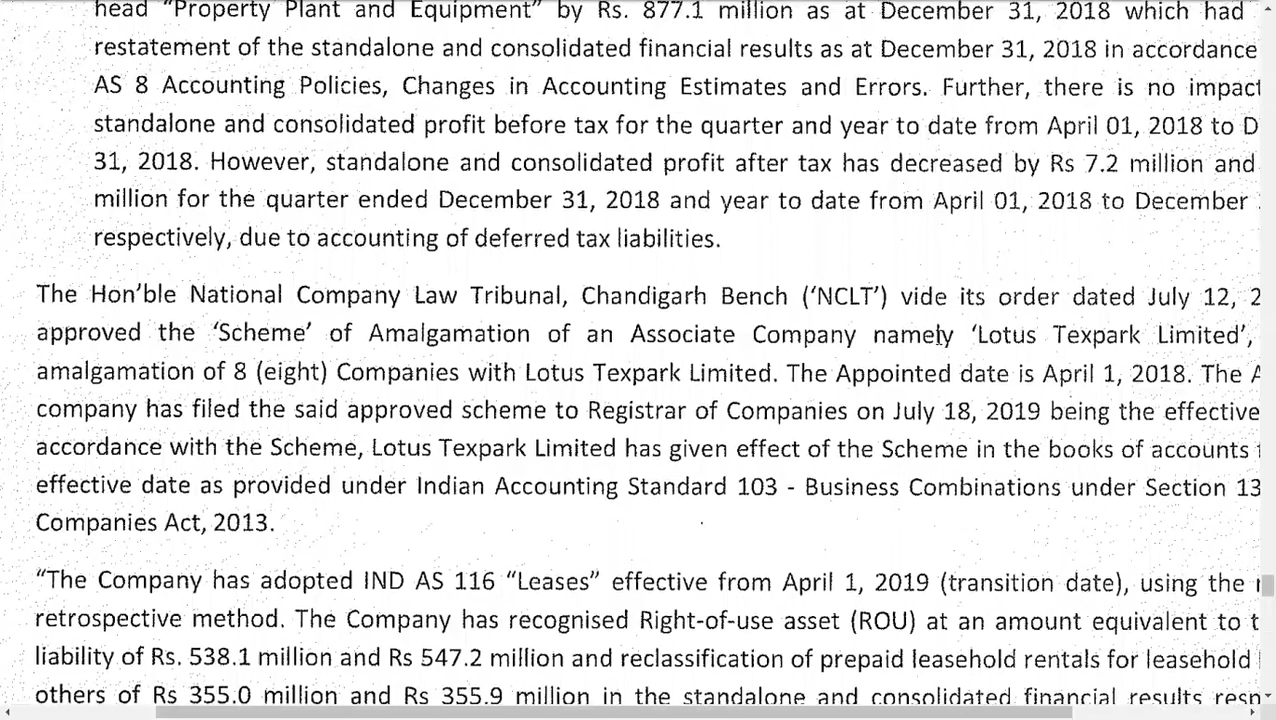 head “Property Plant and Equipment” by Rs. 877.1 million as at December 31, 2018 which had
restatement of the standalone and consolidated financial results as at December 31, 2018 in accordance
AS 8 Accounting Policies, Changes in Accounting Estimates and Errors. Further, there is no impact
standalone and consolidated profit before tax for the quarter and year to date from April 01, 2018 to D
31, 2018. However, standalone and consolidated profit after tax has decreased by Rs 7.2 million and
million for the quarter ended December 31, 2018 and year to date from April 01, 2018 to December
respectively, due to accounting of deferred tax liabilities.
The Hon’ble National Company Law Tribunal, Chandigarh Bench (‘NCLT’) vide its order dated July 12, 2
approved the ‘Scheme’ of Amalgamation of an Associate Company namely ‘Lotus Texpark Limited’,
amalgamation of 8 (eight) Companies with Lotus Texpark Limited. The Appointed date is April 1, 2018. The A
company has filed the said approved scheme to Registrar of Companies on July 18, 2019 being the effective
accordance with the Scheme, Lotus Texpark Limited has given effect of the Scheme in the books of accounts
effective date as provided under Indian Accounting Standard 103 - Business Combinations under Section 13
Companies Act, 2013.
“The Company has adopted IND AS 116 “Leases” effective from April 1, 2019 (transition date), using the
retrospective method. The Company has recognised Right-of-use asset (ROU) at an amount equivalent to t
liability of Rs. 538.1 million and Rs 547.2 million and reclassification of prepaid leasehold rentals for leasehold
others of Rs 355.0 million and Rs 355.9 million in the standalone and consolidated financial results resp